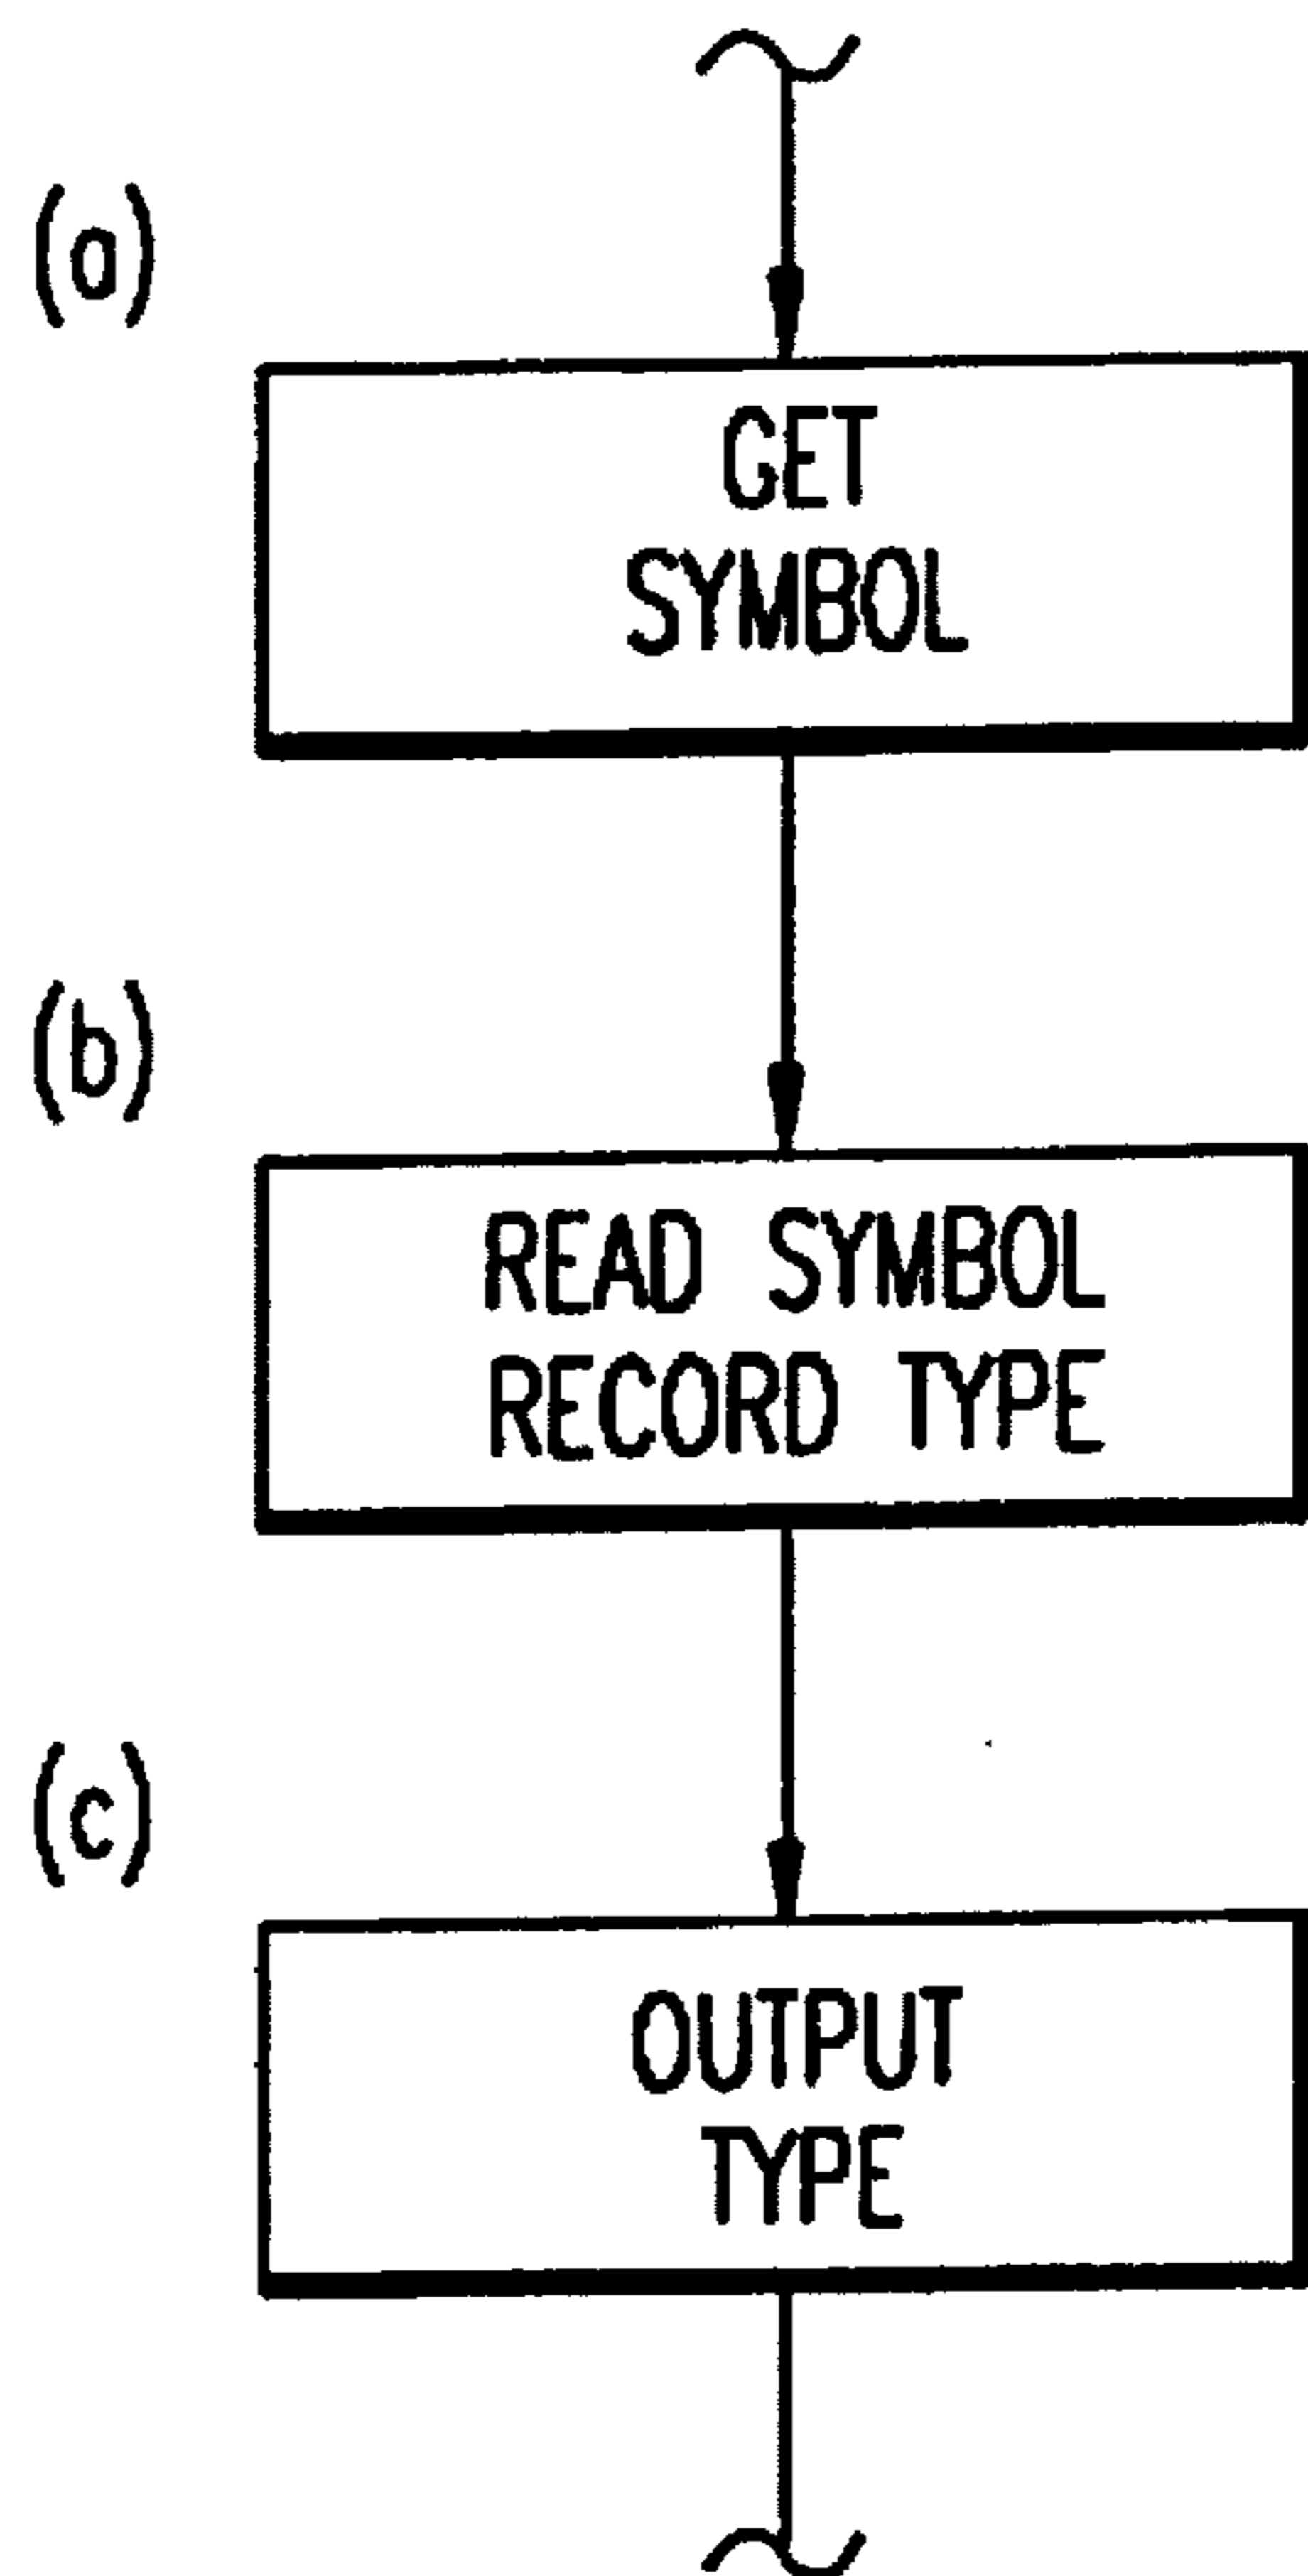 (a)
GET
SYMBOL
(b)
READ SYMBOL
RECORD TYPE
(c)
OUTPUT
TYPE